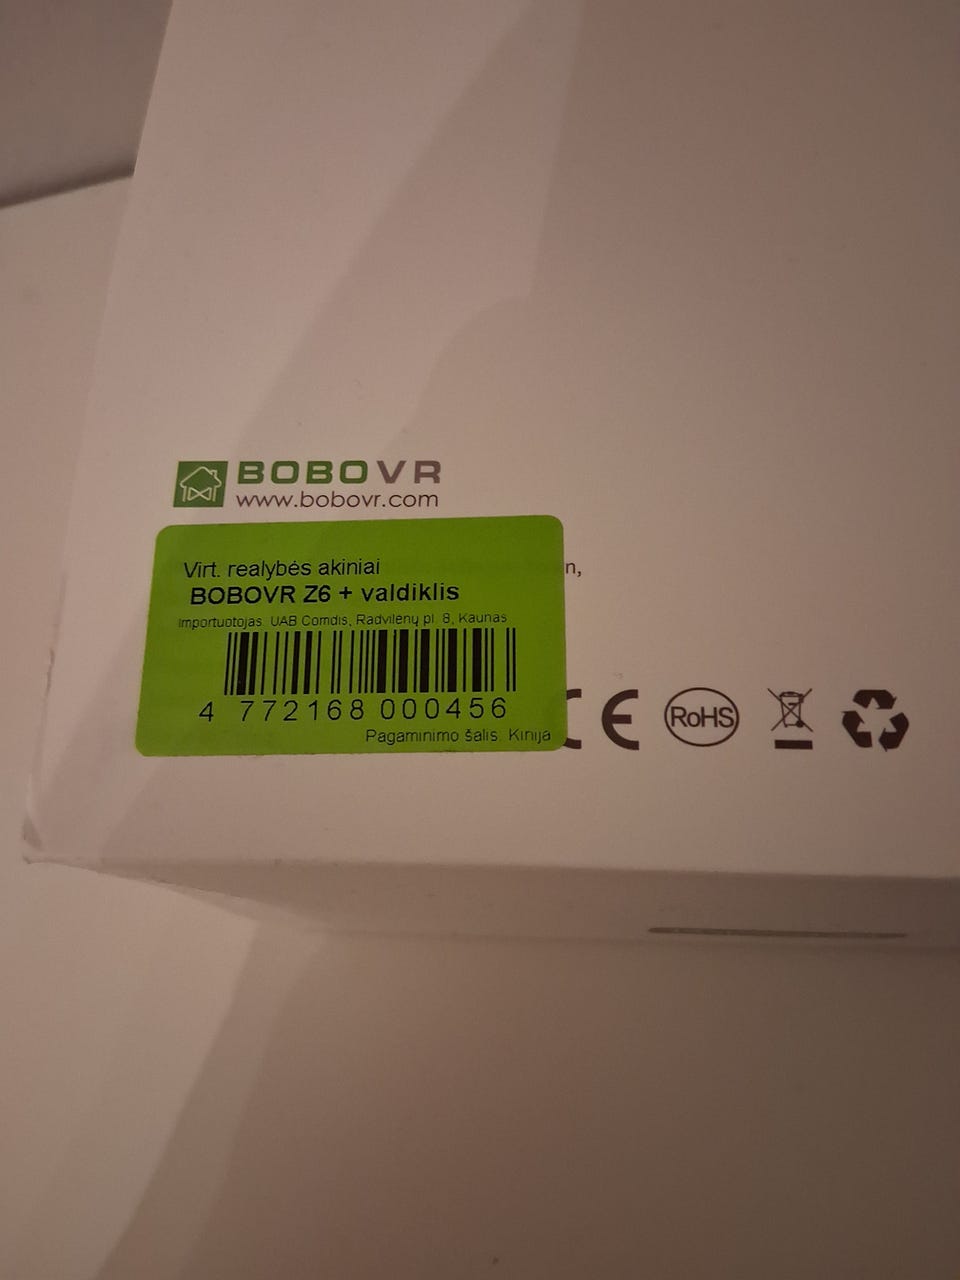 BOBOVR
www.bobovr.com
Virt. realybės akiniai
BOBOVR Z6 + valdiklis
Importuotojas: UAB Comdis, Radvilėnų pl. 8, Kaunas
4 772168 000456
Pagaminimo šalis: Kinija
n,
CE
RoHS